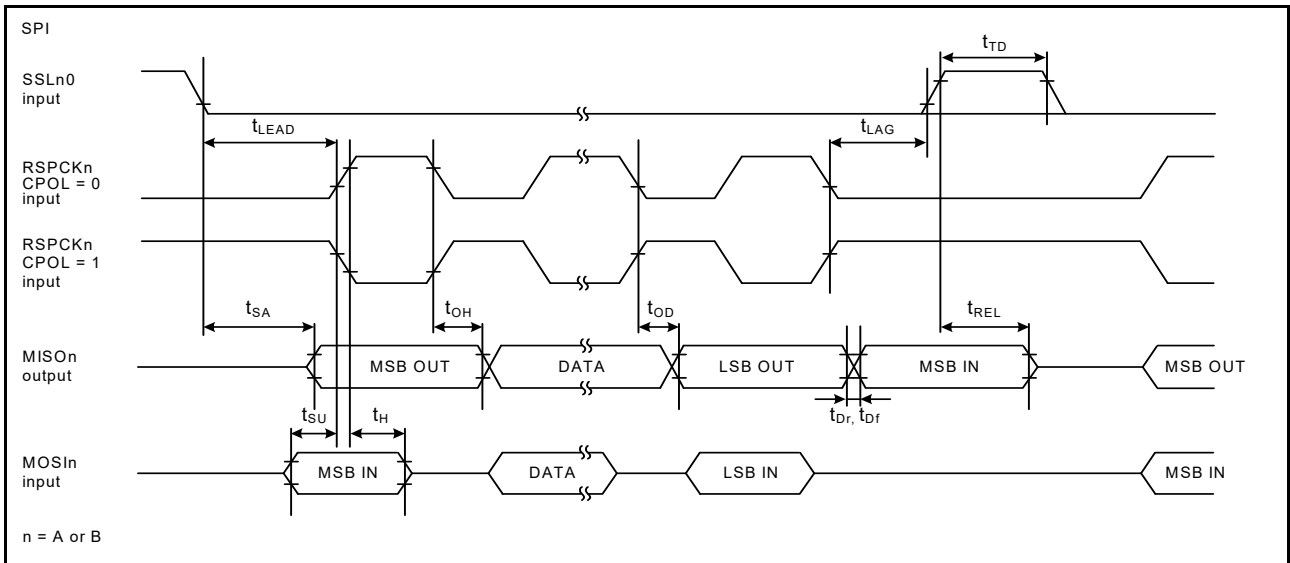 SPI
tTD
SSLn0
input
tLEAD
tLAG
RSPCKn
CPOL = 0
input
RSPCKn
CPOL = 1
input
tSA
tOH
tOD
tREL
MISOn
output
MSB OUT
DATA
LSB OUT
MSB IN
MSB OUT
tSU
tH
tDr, tDf
MOSIn
input
MSB IN
DATA
LSB IN
MSB IN
n = A or B